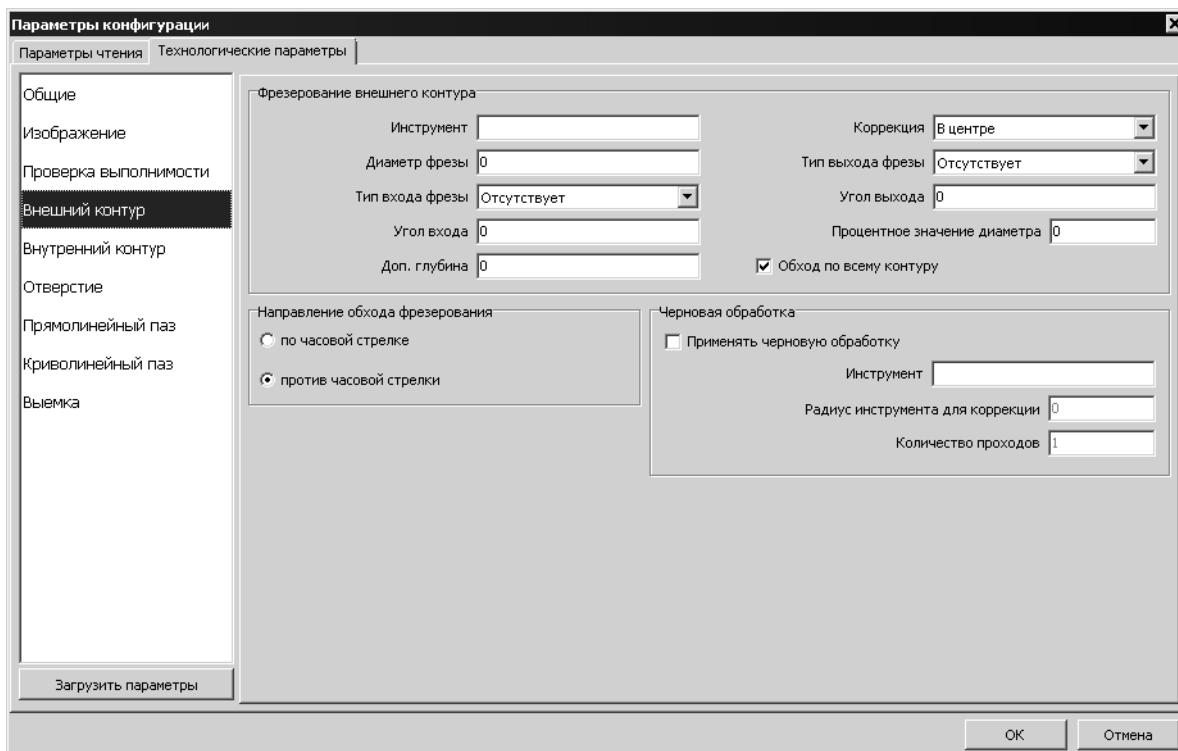 Параметры конфигурации
Параметры чтения
Технологические параметры
Общие
Изображение
Проверка выполнимости
Внешний контур
Внутренний контур
Отверстие
Прямолинейный паз
Криволинейный паз
Выемка
Загрузить параметры
Фрезерование внешнего контура
Инструмент
Коррекция В центре
Диаметр фрезы 0
Тип выхода фрезы Отсутствует
Тип входа фрезы Отсутствует
Угол выхода 0
Угол входа 0
Процентное значение диаметра 0
Доп. глубина 0
Обход по всему контуру
Направление обхода фрезерования
по часовой стрелке
против часовой стрелки
Черновая обработка
Применять черновую обработку
Инструмент
Радиус инструмента для коррекции 0
Количество проходов 1
ОК
Отмена